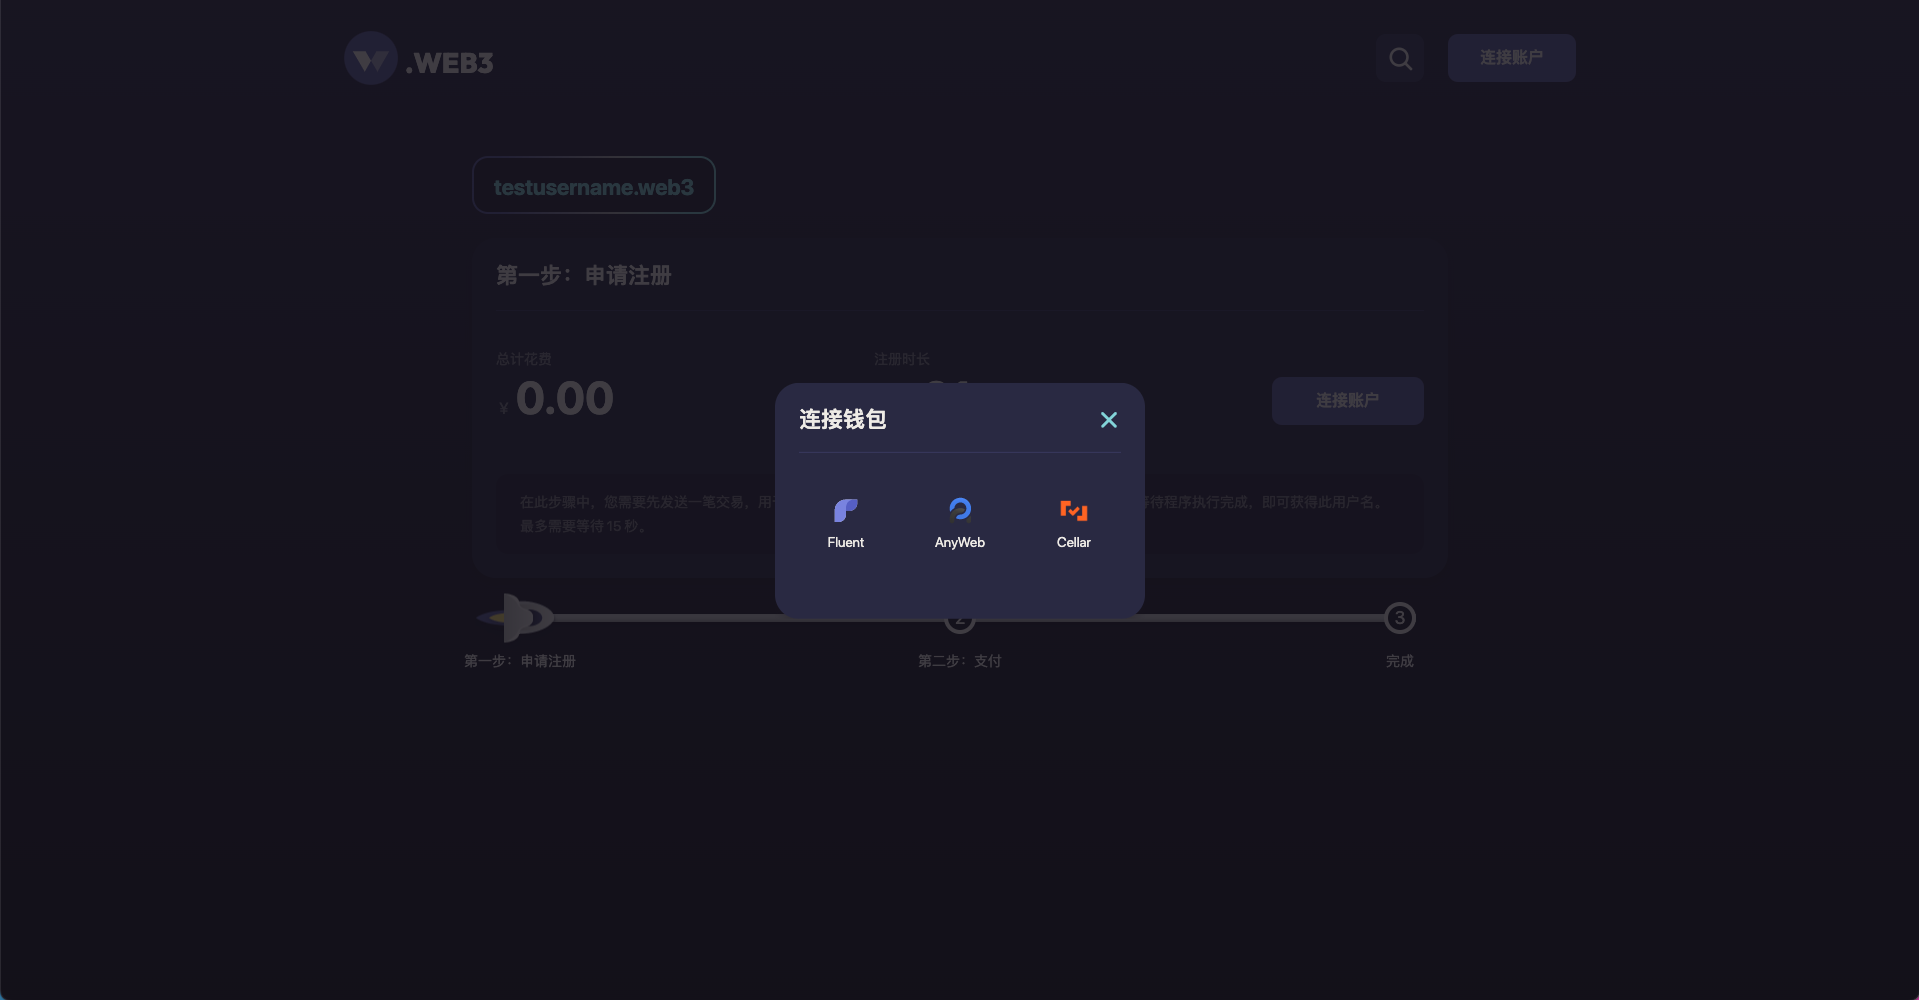 .WEB3
连接账户
testusername.web3
第一步：申请注册
总计花费
注册时长
¥ 0.00
连接账户
连接钱包
在此步骤中，您需要先发送一笔交易，用
等待程序执行完成，即可获得此用户名。
最多需要等待 15 秒。
Fluent
AnyWeb
Cellar
2
3
第一步：申请注册
第二步：支付
完成